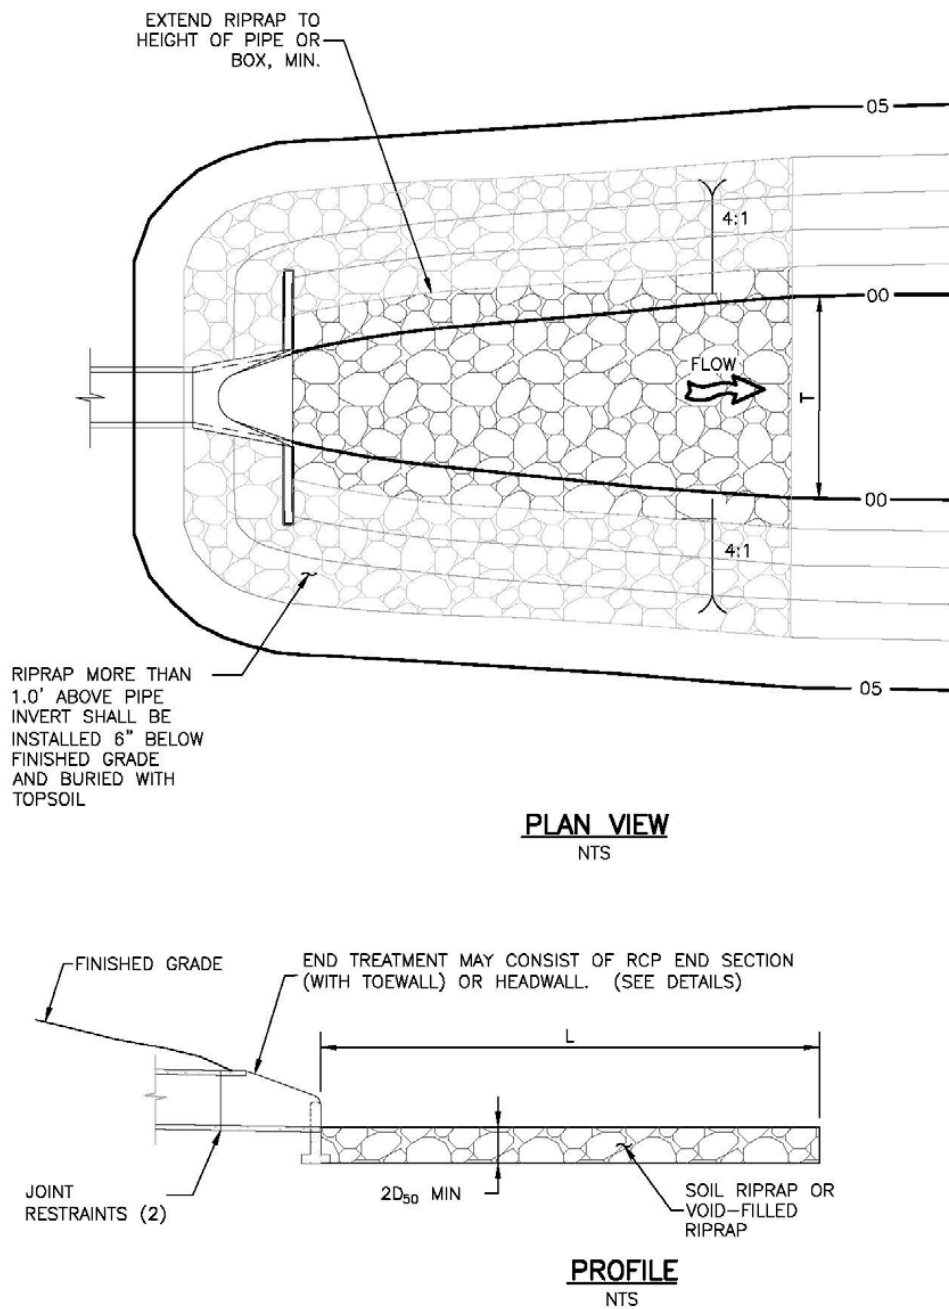 EXTEND RIPRAP TO
HEIGHT OF PIPE OR
BOX, MIN.
05
4:1
00
FLOW
T
00
4:1
05
RIPRAP MORE THAN
1.0' ABOVE PIPE
INVERT SHALL BE
INSTALLED 6" BELOW
FINISHED GRADE
AND BURIED WITH
TOPSOIL
PLAN VIEW
NTS
FINISHED GRADE
END TREATMENT MAY CONSIST OF RCP END SECTION
(WITH TOEWALL) OR HEADWALL. (SEE DETAILS)
L
JOINT
RESTRAINTS (2)
2D₅₀ MIN
SOIL RIPRAP OR
VOID-FILLED
RIPRAP
PROFILE
NTS